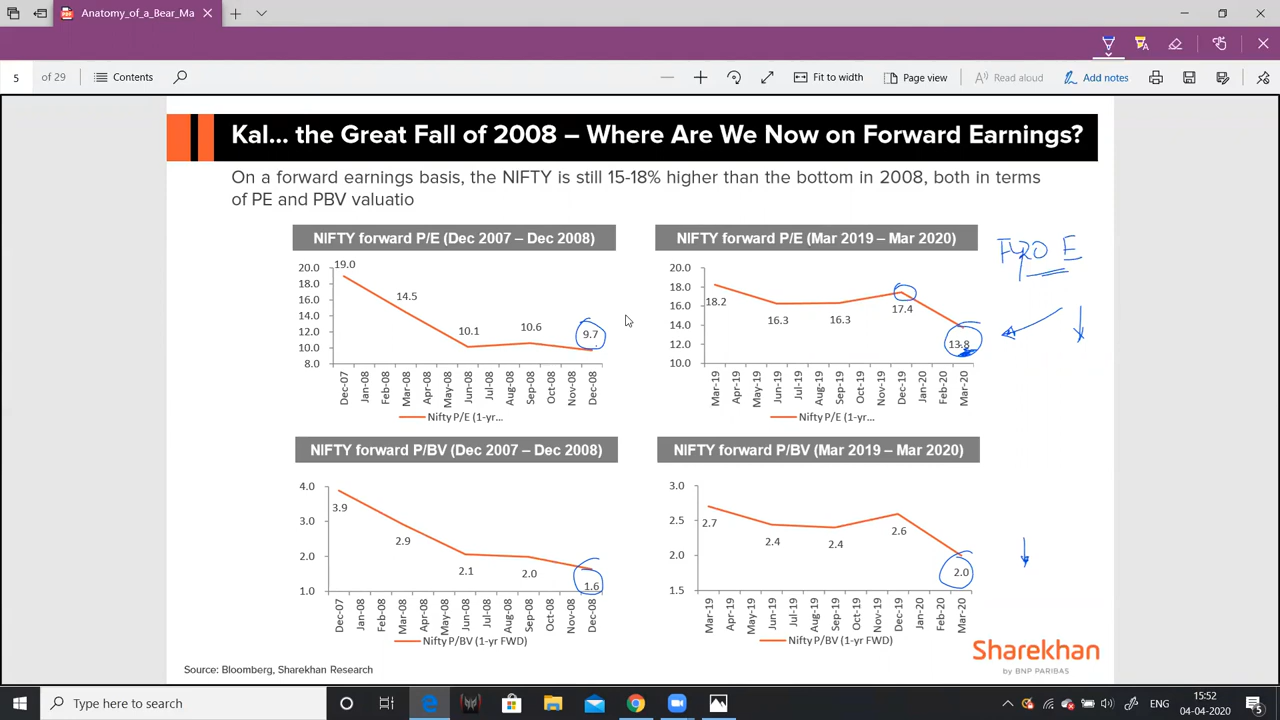 Anatomy_of_a_Bear_Ma
5 of 29 Contents Fit to width Page view Read aloud Add notes
Kal... the Great Fall of 2008 – Where Are We Now on Forward Earnings?
On a forward earnings basis, the NIFTY is still 15-18% higher than the bottom in 2008, both in terms
of PE and PBV valuatio
NIFTY forward P/E (Dec 2007 – Dec 2008)
20.0
18.0
16.0
14.0
12.0
10.0
8.0
19.0
14.5
10.1
10.6
9.7
Dec-07 Jan-08 Feb-08 Mar-08 Apr-08 May-08 Jun-08 Jul-08 Aug-08 Sep-08 Oct-08 Nov-08 Dec-08
Nifty P/E (1-yr...
NIFTY forward P/E (Mar 2019 – Mar 2020)
20.0
18.0
16.0
14.0
12.0
10.0
18.2
16.3
16.3
17.4
13.8
Mar-19 Apr-19 May-19 Jun-19 Jul-19 Aug-19 Sep-19 Oct-19 Nov-19 Dec-19 Jan-20 Feb-20 Mar-20
Nifty P/E (1-yr...
E
NIFTY forward P/BV (Dec 2007 – Dec 2008)
4.0
3.0
2.0
1.0
3.9
2.9
2.1
2.0
1.6
Dec-07 Jan-08 Feb-08 Mar-08 Apr-08 May-08 Jun-08 Jul-08 Aug-08 Sep-08 Oct-08 Nov-08 Dec-08
Nifty P/BV (1-yr FWD)
NIFTY forward P/BV (Mar 2019 – Mar 2020)
3.0
2.5
2.0
1.5
2.7
2.4
2.4
2.6
2.0
Mar-19 Apr-19 May-19 Jun-19 Jul-19 Aug-19 Sep-19 Oct-19 Nov-19 Dec-19 Jan-20 Feb-20 Mar-20
Nifty P/BV (1-yr FWD)
Sharekhan
by BNP PARIBAS
Source: Bloomberg, Sharekhan Research
Type here to search
ENG
15:52
04-04-2020
5